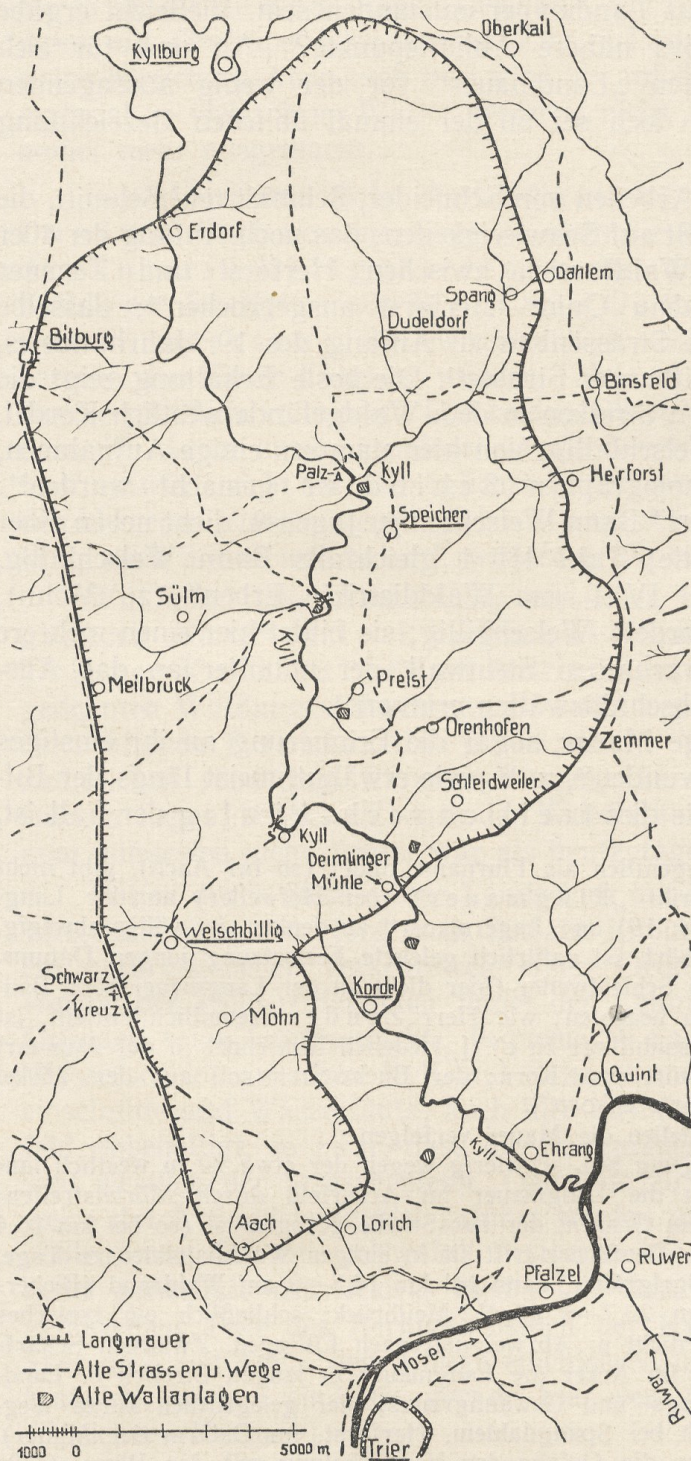 Oberkail
Kyllburg
Erdorf
Dahlem
Spang
Dudeldorf
Bitburg
Binsfeld
Palz
Kyll
Herforst
Speicher
Sülm
Kyll
Meilbrück
Preist
Orenhofen
Zemmer
Schleidweiler
Kyll
Deimlinger
Mühle
Welschbillig
Schwarz
Kreuz
Kordel
Möhn
Quint
Kyll
Ehrang
Aach
Lorich
Ruwer
Pfalzel
Langmauer
Alte Strassen u. Wege
Mosel
Alte Wallanlagen
Ruwer
1000 0 5000 m
Trier